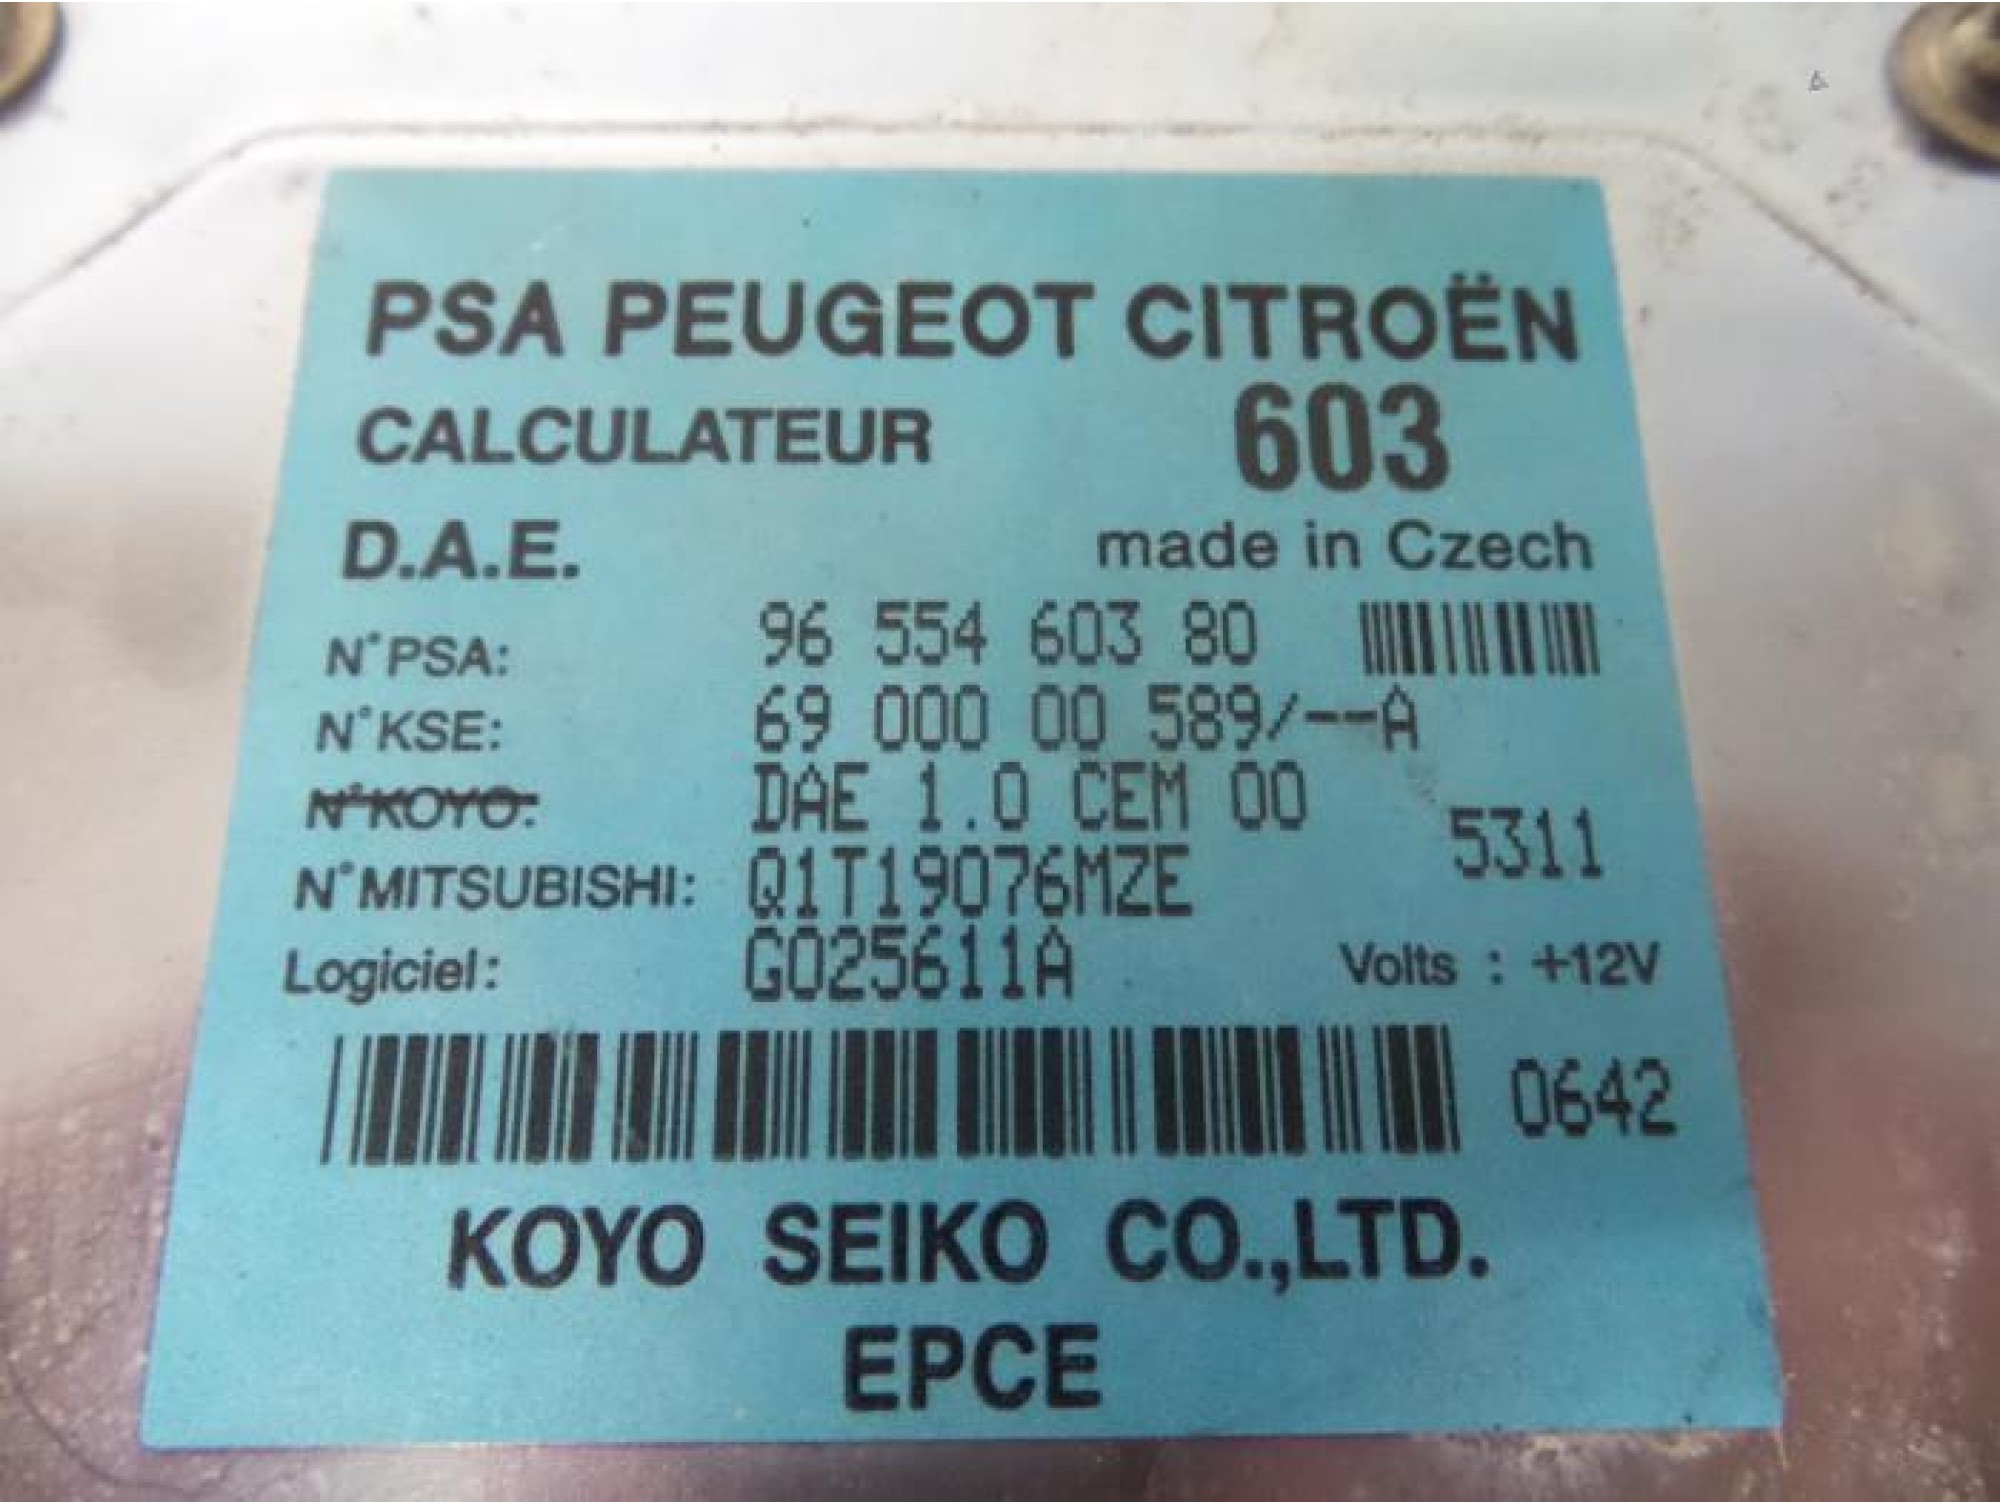 PSA PEUGEOT CITROËN
CALCULATEUR 603
D.A.E. made in Czech
N°PSA: 96 554 603 80
N°KSE: 69 000 00 589/--A
N°KOYO: DAE 1.0 CEM 00
5311
N°MITSUBISHI: Q1T19076MZE
Logiciel: G025611A Volts : +12V
0642
KOYO SEIKO CO.,LTD.
EPCE